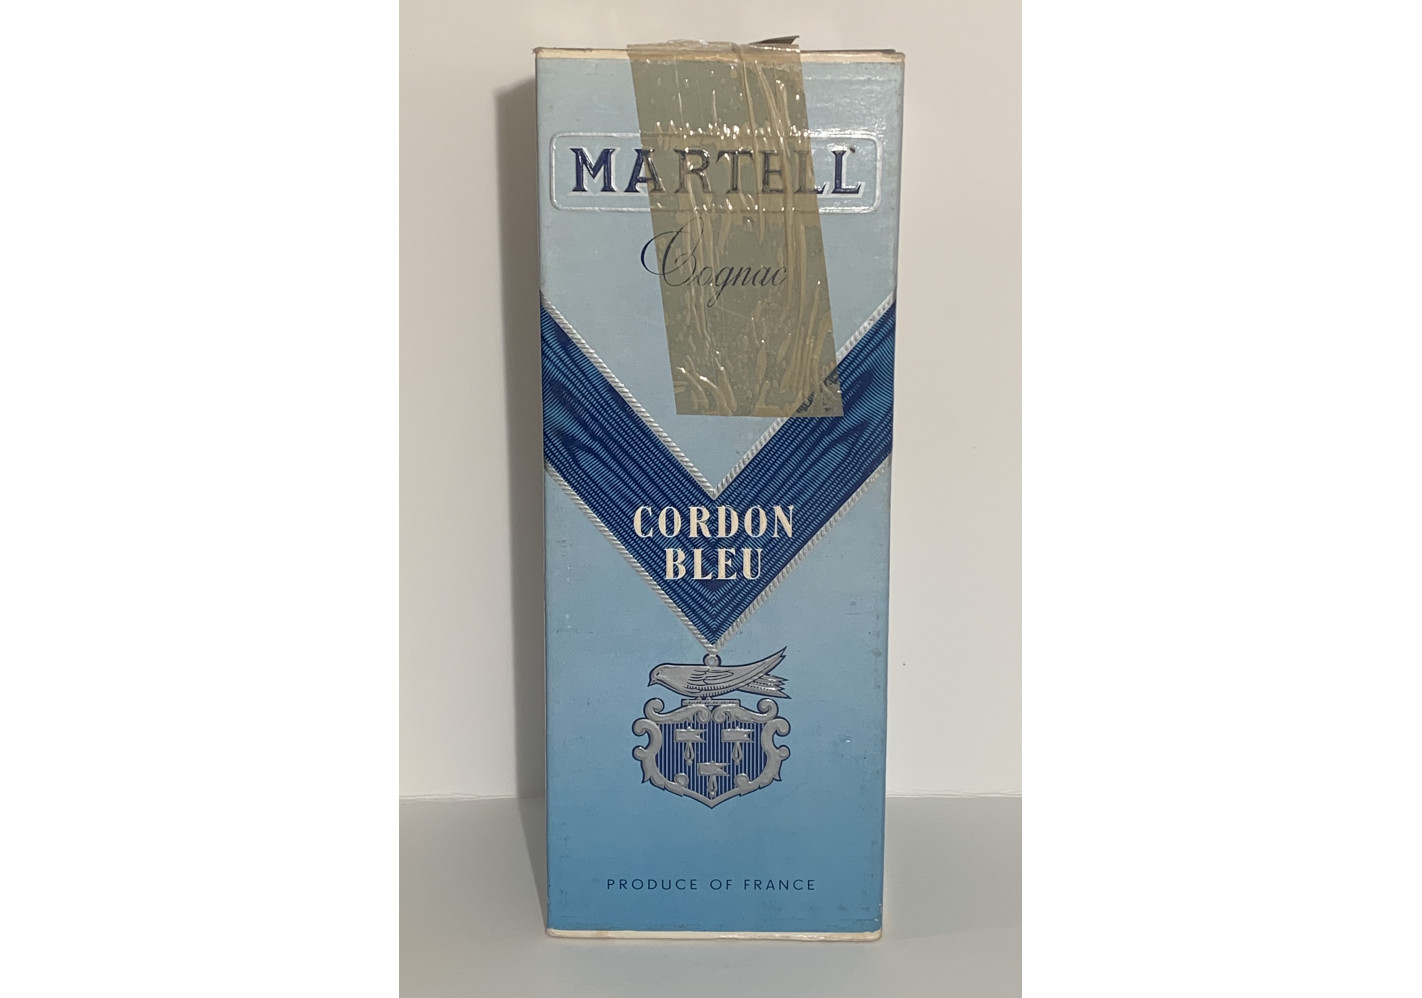 MARTELL
Cognac
CORDON
BLEU
PRODUCE OF FRANCE